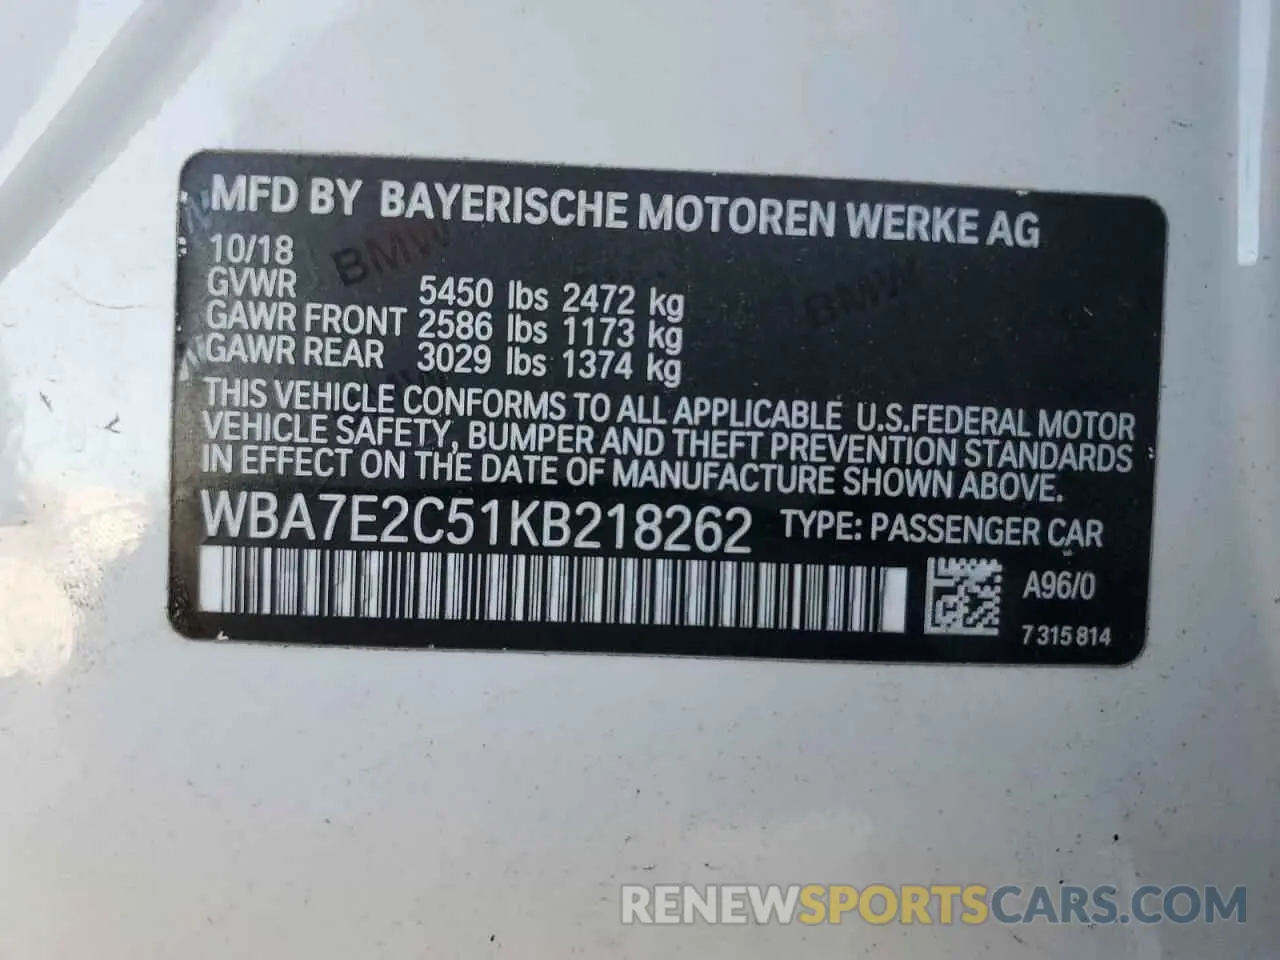 MFD BY BAYERISCHE MOTOREN WERKE AG
10/18
GVWR 5450 lbs 2472 kg
GAWR FRONT 2586 lbs 1173 kg
GAWR REAR 3029 lbs 1374 kg
THIS VEHICLE CONFORMS TO ALL APPLICABLE U.S.FEDERAL MOTOR
VEHICLE SAFETY, BUMPER AND THEFT PREVENTION STANDARDS
IN EFFECT ON THE DATE OF MANUFACTURE SHOWN ABOVE.
WBA7E2C51KB218262 TYPE: PASSENGER CAR
A96/0
7 315 814
BMW
BMW
RENEWSPORTSCARS.COM